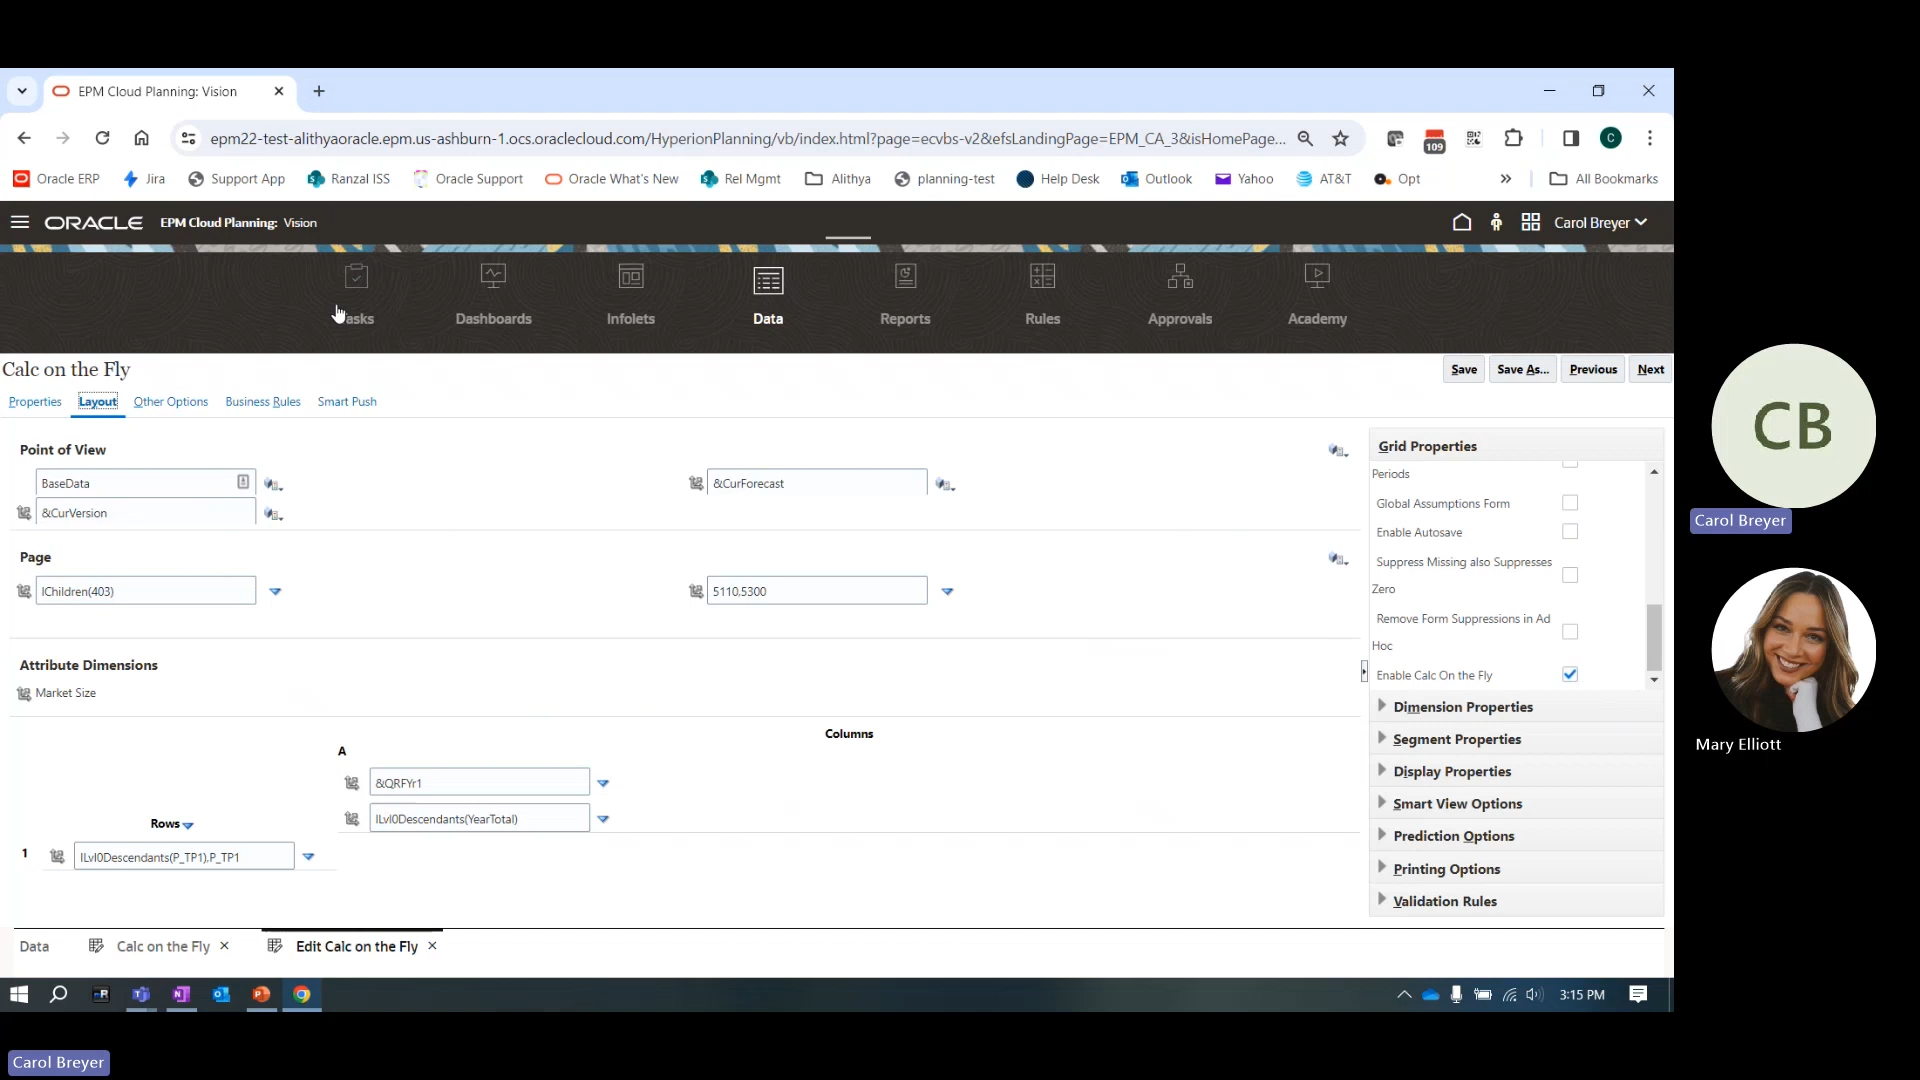 EPM Cloud Planning: Vision
epm22-test-alithyaoracle.epm.us-ashburn-1.ocs.oraclecloud.com/HyperionPlanning/vb/index.html?page=ecvbs-v2&efsLandingPage=EPM_CA_3&isHomePage...
109
C
Oracle ERP
Jira
Support App
Ranzal ISS
Oracle Support
Oracle What's New
Rel Mgmt
Alithya
planning-test
Help Desk
Outlook
Yahoo
AT&T
Opt
All Bookmarks
ORACLE EPM Cloud Planning: Vision
Carol Breyer
asks
Dashboards
Infolets
Data
Reports
Rules
Approvals
Academy
Calc on the Fly
Save
Save As...
Previous
Next
Properties
Layout
Other Options
Business Rules
Smart Push
Point of View
BaseData
&CurForecast
&CurVersion
Page
IChildren(403)
5110,5300
Attribute Dimensions
Market Size
Columns
A
&QRFYr1
ILvl0Descendants(YearTotal)
Rows
1
ILvl0Descendants(P_TP1),P_TP1
Grid Properties
Periods
Global Assumptions Form
Enable Autosave
Suppress Missing also Suppresses
Zero
Remove Form Suppressions in Ad
Hoc
Enable Calc On the Fly
Dimension Properties
Segment Properties
Display Properties
Smart View Options
Prediction Options
Printing Options
Validation Rules
Data
Calc on the Fly
Edit Calc on the Fly
3:15 PM
CB
Carol Breyer
Mary Elliott
Carol Breyer